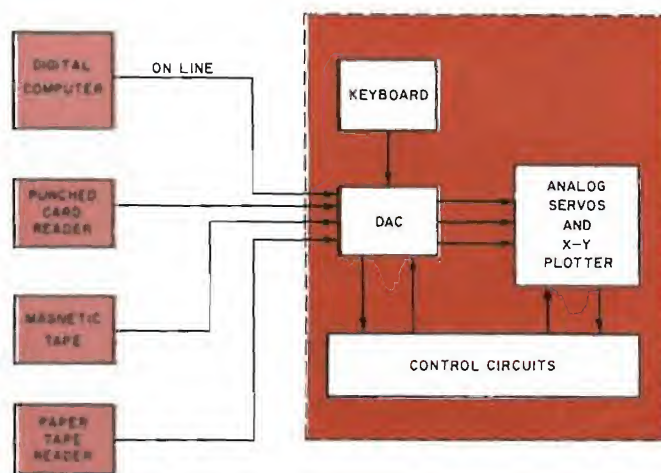 DIGITAL
COMPUTER
ON LINE
PUNCHED
CARD
READER
MAGNETIC
TAPE
PAPER
TAPE
READER
KEYBOARD
DAC
ANALOG
SERVOS
AND
X-Y
PLOTTER
CONTROL CIRCUITS